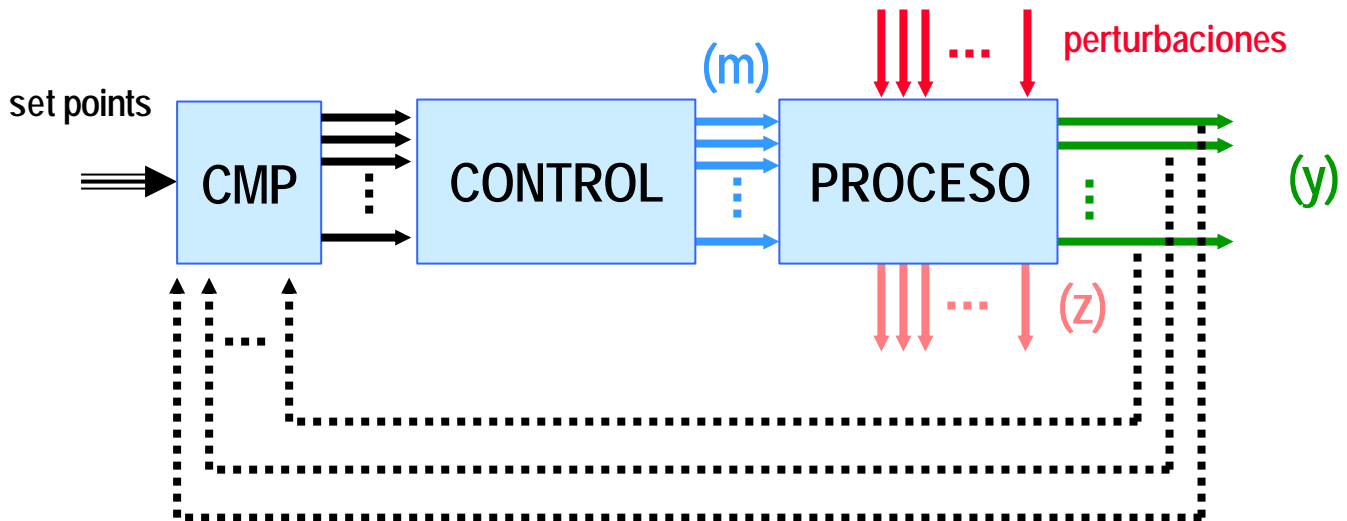 perturbaciones
(m)
set points
CMP
CONTROL
PROCESO
(y)
(z)